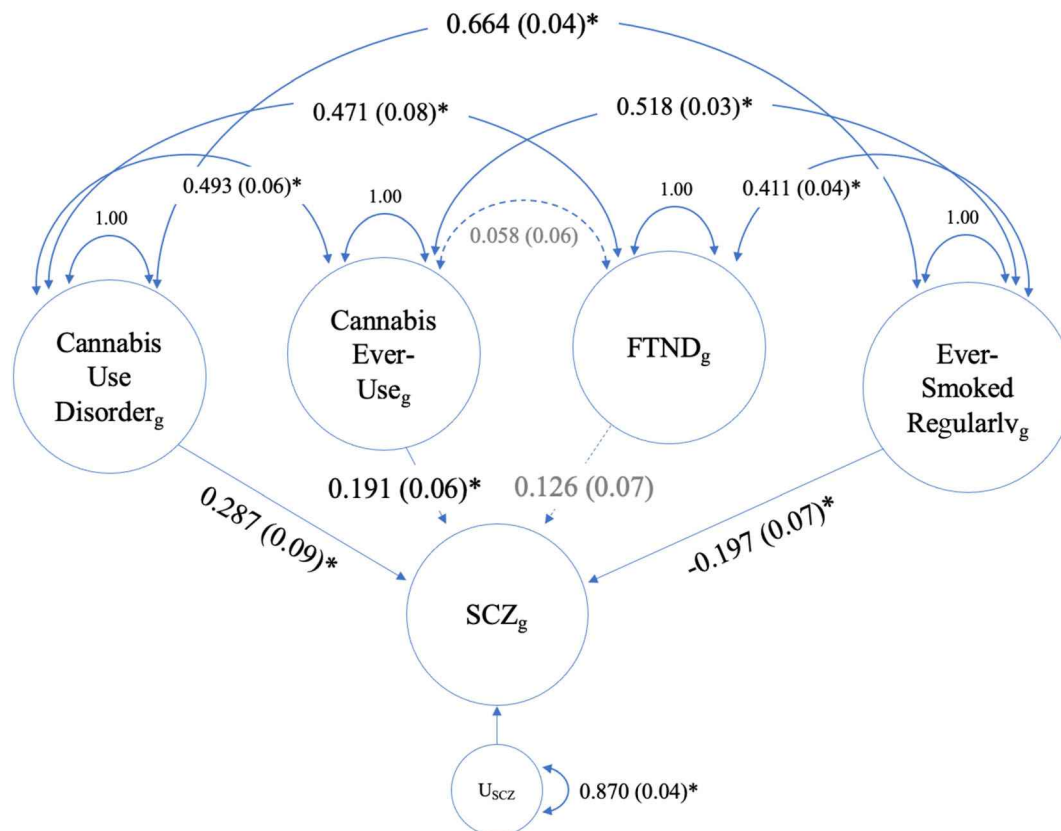 0.664 (0.04)*
0.471 (0.08)*
0.518 (0.03)*
0.493 (0.06)*
0.411 (0.04)*
1.00
1.00
1.00
1.00
0.058 (0.06)
Cannabis
Use
Disorderg
Cannabis
Ever-
Useg
FTNDg
Ever-
Smoked
Regularlvg
0.287 (0.09)*
0.191 (0.06)*
0.126 (0.07)
-0.197 (0.07)*
SCZg
USCZ
0.870 (0.04)*